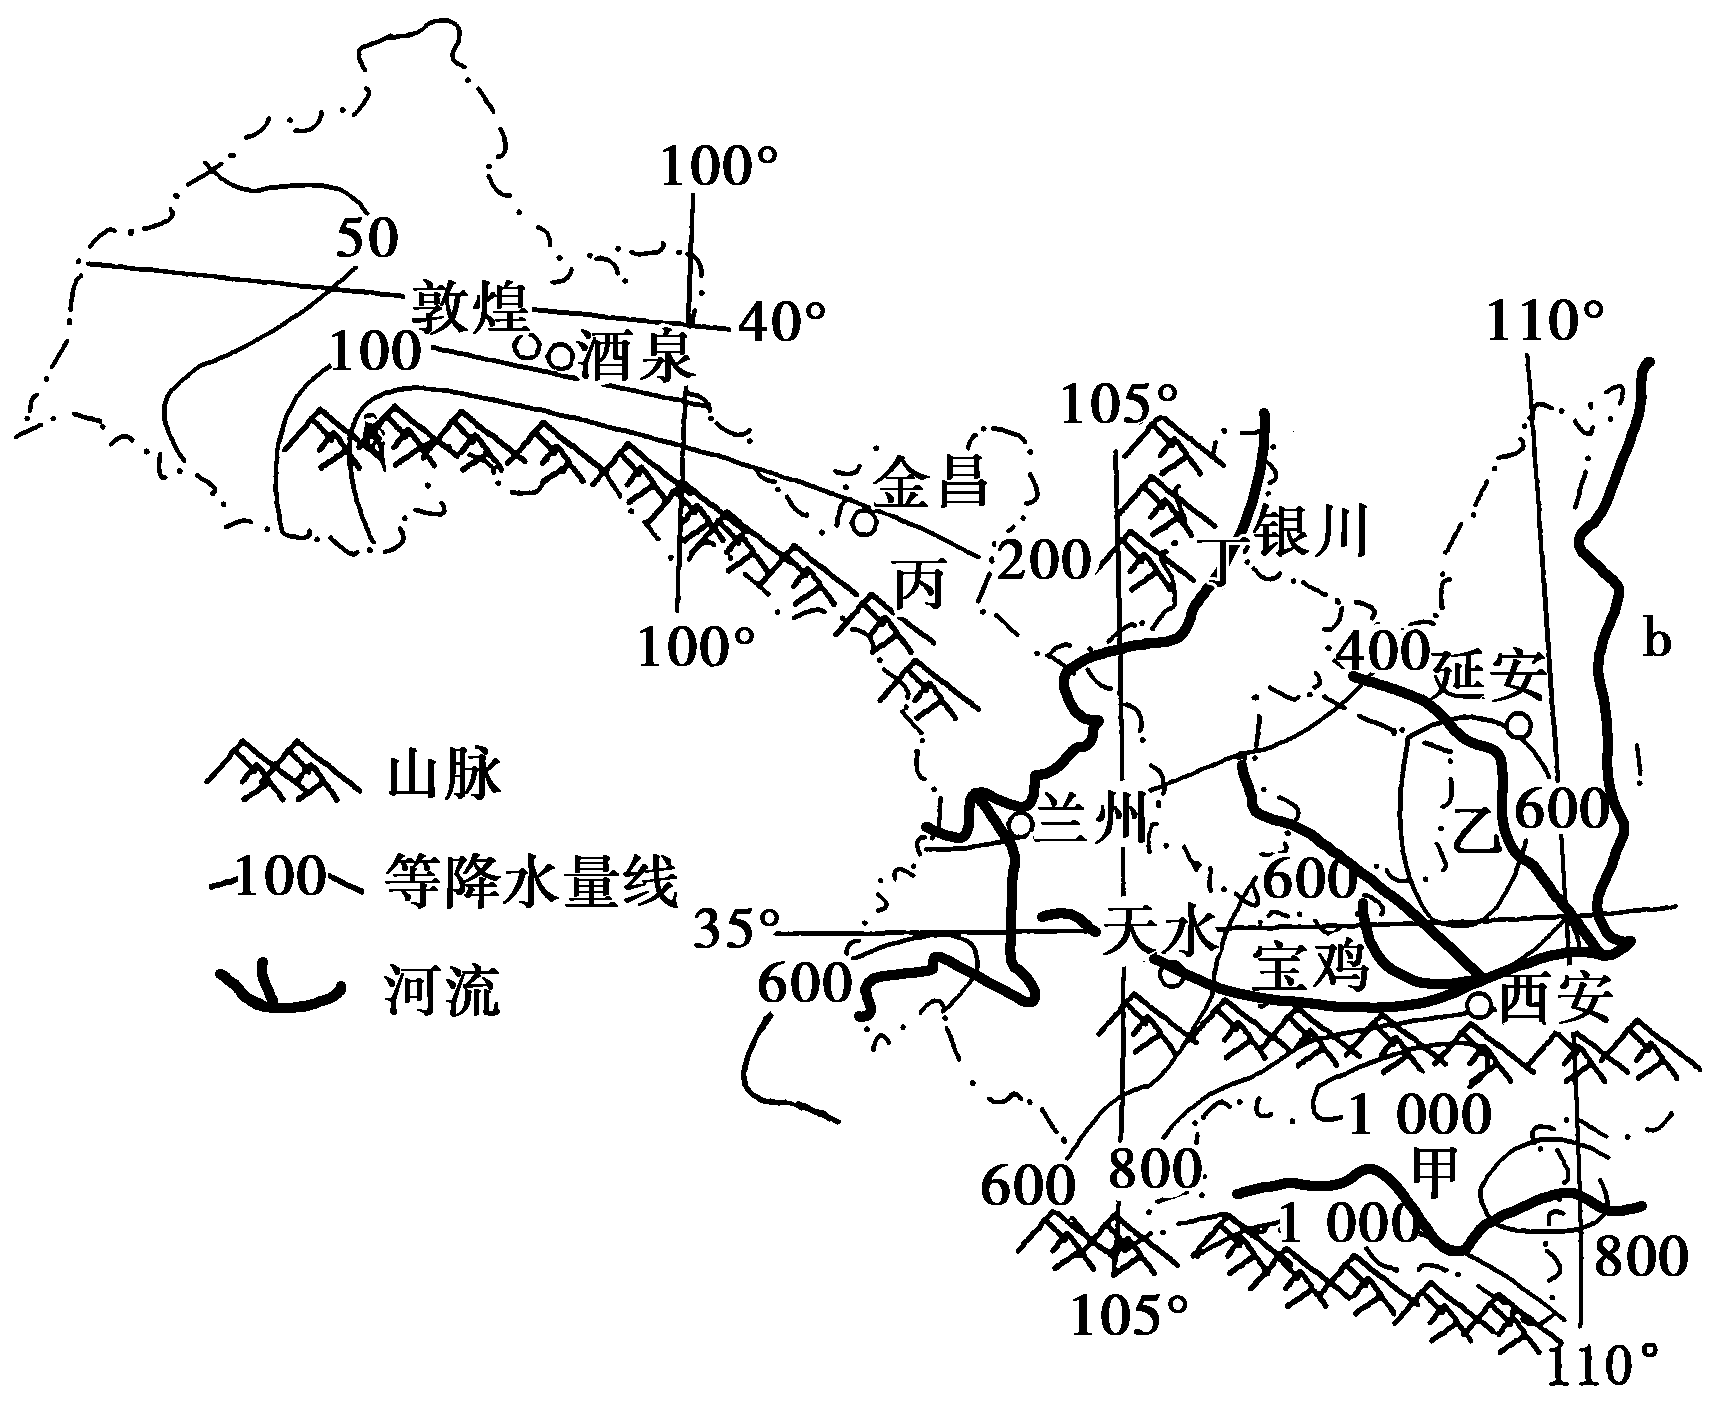 100°
50
敦煌
40°
110°
100
酒泉
105°
金昌
银川
200
丁
丙
100°
b
400
延安
山脉
兰州
乙
600
100
等降水量线
600
35°
天水
宝鸡
600
河流
西安
1 000
甲
600
800
1 000
800
105°
110°